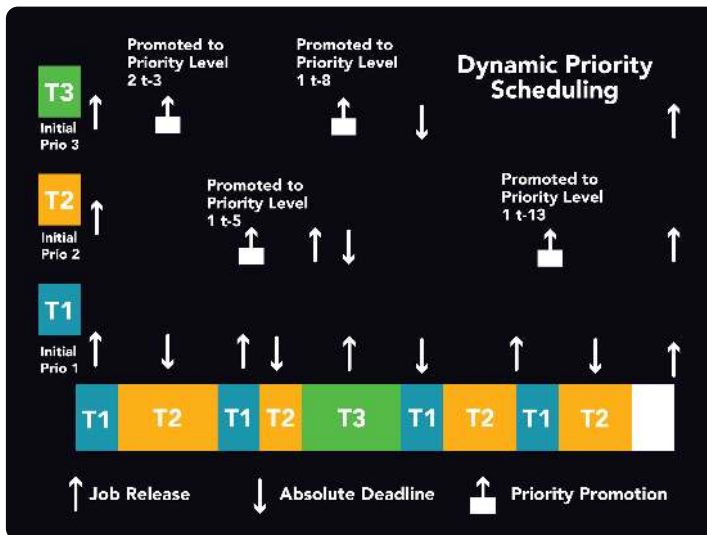 Dynamic Priority
Scheduling
Promoted to
Priority Level
2 t-3
Promoted to
Priority Level
1 t-8
T3
Initial
Prio 3
Promoted to
Priority Level
1 t-5
Promoted to
Priority Level
1 t-13
T2
Initial
Prio 2
T1
Initial
Prio 1
T1 T2 T1 T2 T3 T1 T2 T1 T2
Job Release Absolute Deadline Priority Promotion